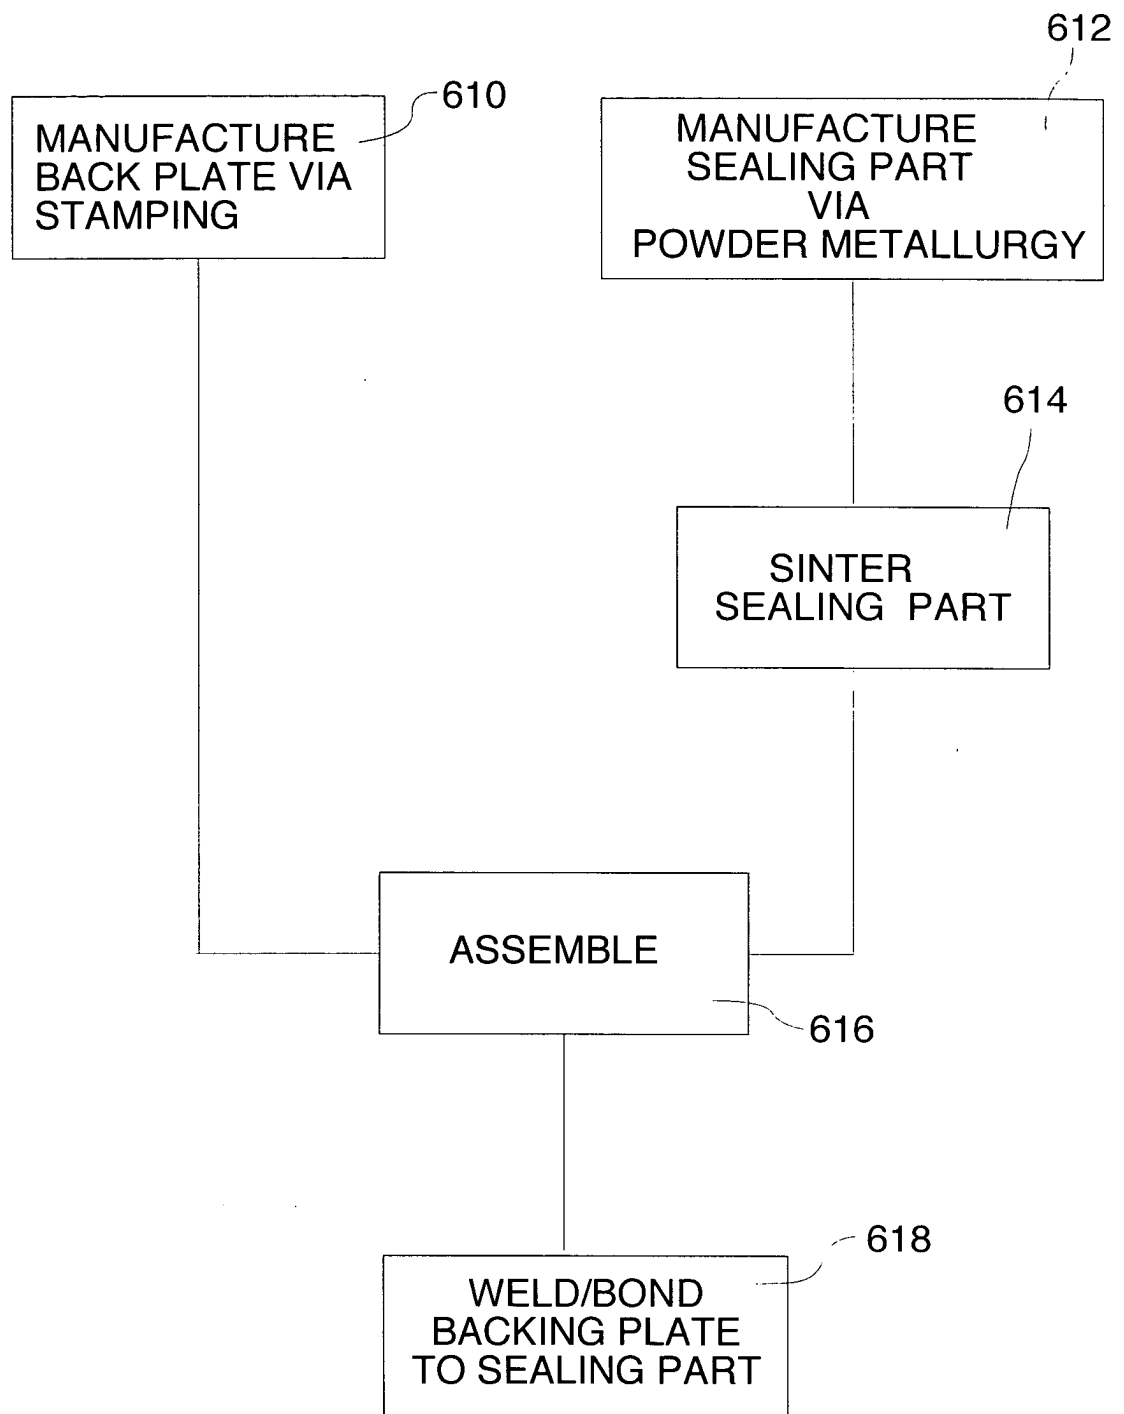 612
610
MANUFACTURE
BACK PLATE VIA
STAMPING
MANUFACTURE
SEALING PART
VIA
POWDER METALLURGY
614
SINTER
SEALING PART
ASSEMBLE
616
618
WELD/BOND
BACKING PLATE
TO SEALING PART